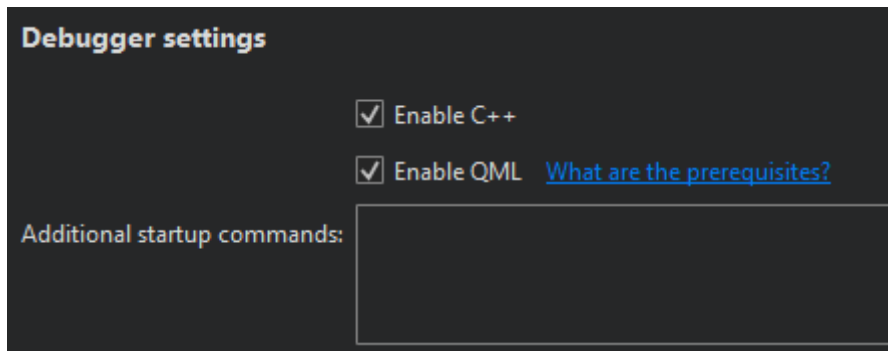 Debugger settings
Enable C++
Enable QML What are the prerequisites?
Additional startup commands: